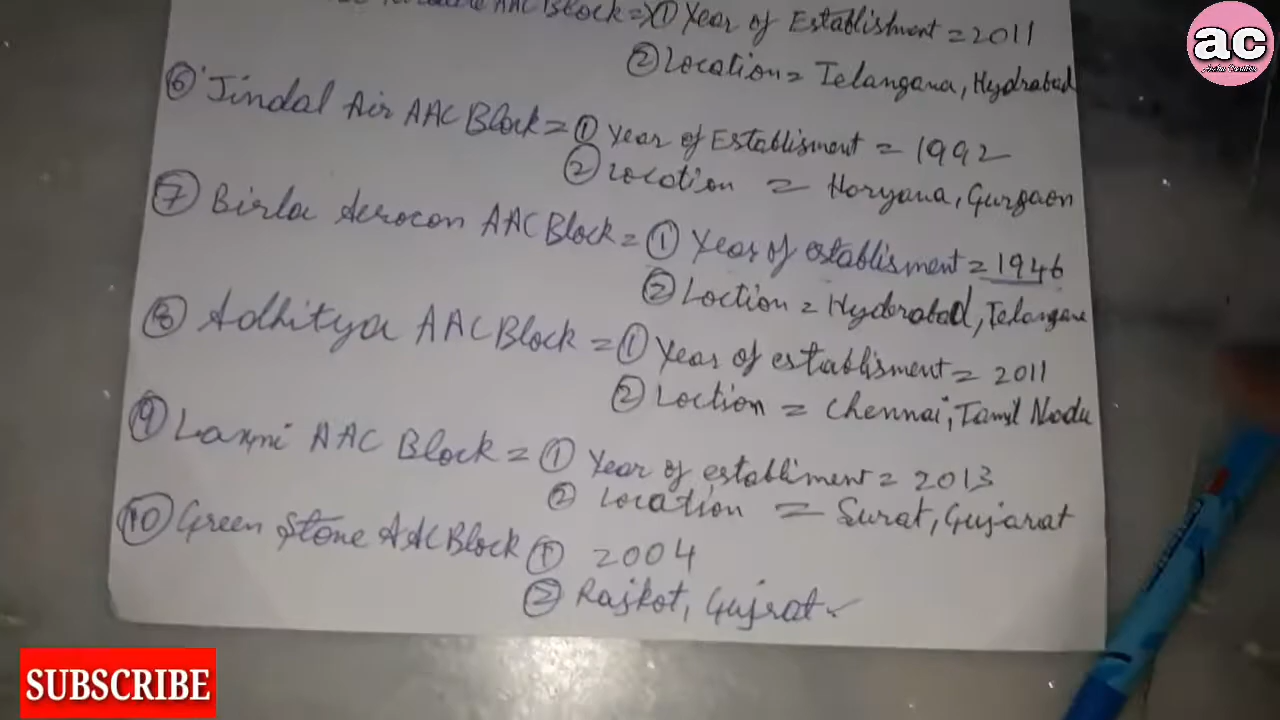 AAC Block = ① Year of Establishment = 2011
② Location = Telangana, Hydrabad
⑥ Jindal Air AAC Block = ① Year of Establisment = 1992
② Location = Horyana, Gurgaon
⑦ Birla Aerocon AAC Block = ① Year of establisment = 1946
② Loction = Hyderabad, Telangana
⑧ Adhitya AAC Block = ① Year of establisment = 2011
② Loction = Chennai, Tamil Nadu
⑨ Laxmi AAC Block = ① Year of establiment = 2013
② Location = Surat, Gujarat
⑩ Green Stone AAC Block ① 2004
② Rajkot, Gujrat
ac
SUBSCRIBE